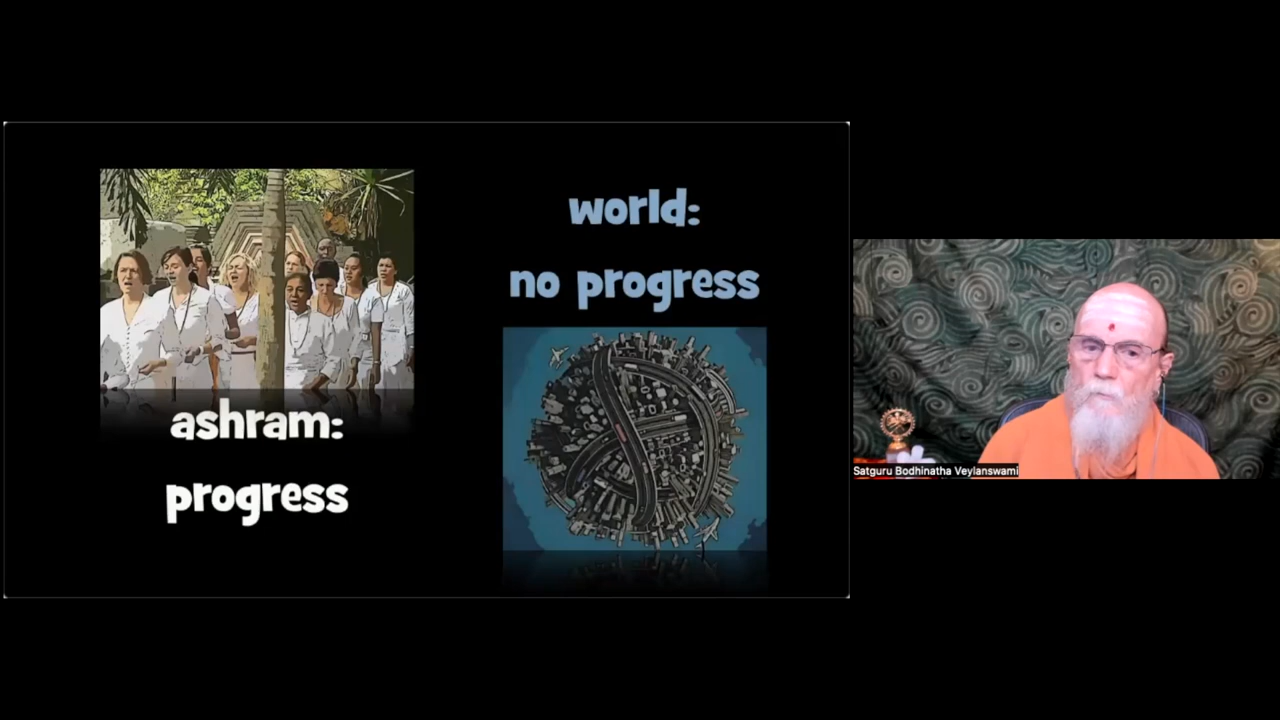 ashram:
progress
world:
no progress
Satguru Bodhinatha Veylanswami